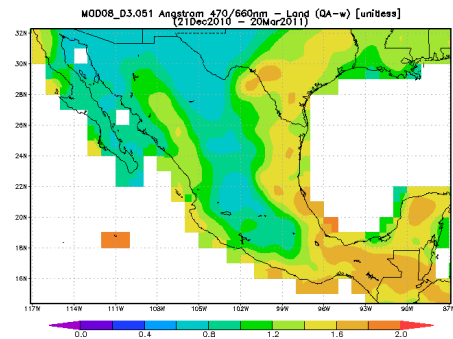 MOD08_D3.051 Angstrom 470/660nm – Land (QA-w) [unitless]
(21Dec2010 – 20Mar2011)
32N
30N
28N
26N
24N
22N
20N
18N
16N
117W 114W 111W 108W 105W 102W 99W 96W 93W 90W 87W
0.0 0.4 0.8 1.2 1.6 2.0